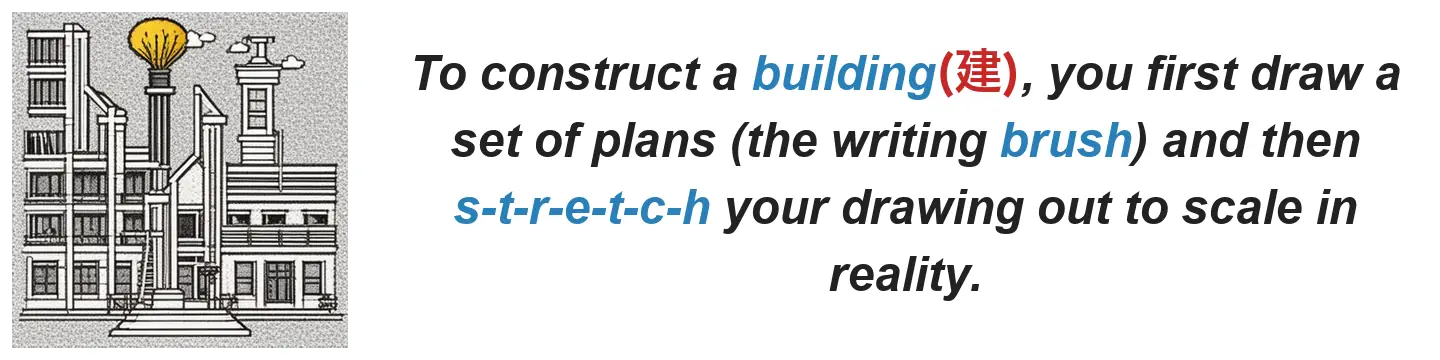 To construct a building(建), you first draw a
set of plans (the writing brush) and then
s-t-r-e-t-c-h your drawing out to scale in
reality.